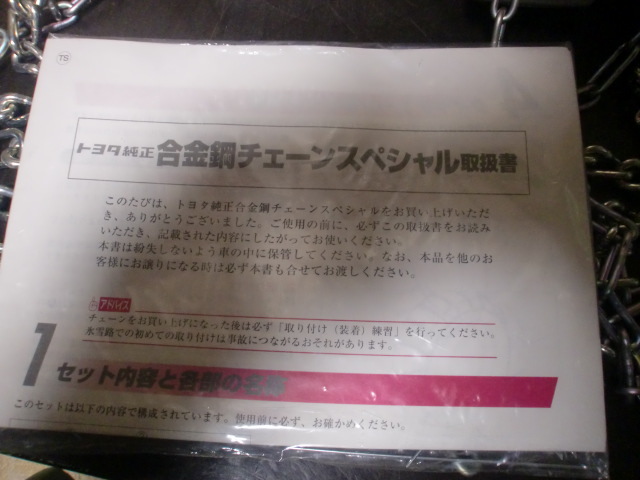 TS
トヨタ純正 合金鋼チェーンスペシャル取扱書
このたびは、トヨタ純正合金鋼チェーンスペシャルをお買い上げいただ
き、ありがとうございました。ご使用の前に、必ずこの取扱書をお読み
いただき、記載された内容にしたがってお使いください。
本書は紛失しないよう車の中に保管してください。なお、本品を他のお
客様にお譲りになる時は必ず本書も合せてお渡しください。
アドバイス
チェーンをお買い上げになった後は必ず「取り付け（装着）練習」を行ってください。
氷雪路での初めての取り付けは事故につながるおそれがあります。
1 セット内容と各部の名称
このセットは以下の内容で構成されています。使用前に必ず、お確かめください。